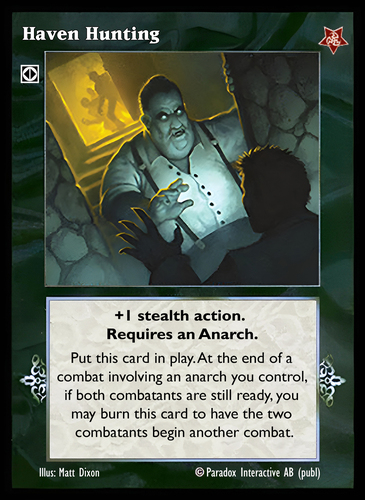 Haven Hunting
+1 stealth action.
Requires an Anarch.
Put this card in play. At the end of a
combat involving an anarch you control,
if both combatants are still ready, you
may burn this card to have the two
combatants begin another combat.
Illus: Matt Dixon © Paradox Interactive AB (publ)